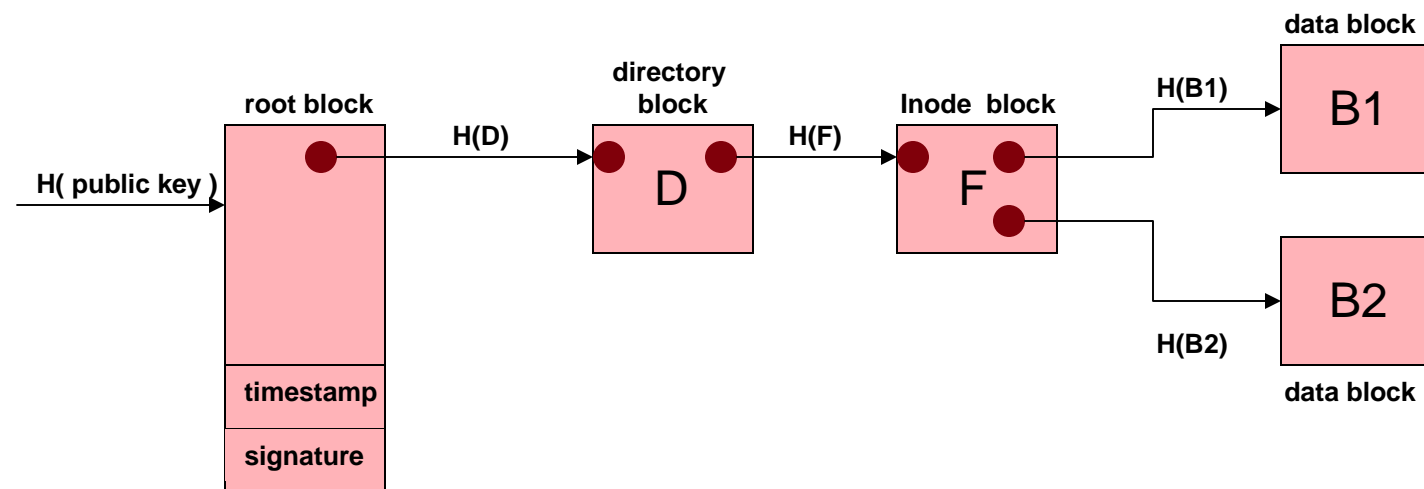 data block
directory
block
root block
Inode block
H(B1)
B1
H(D)
H(F)
H( public key )
D
F
B2
H(B2)
timestamp
data block
signature